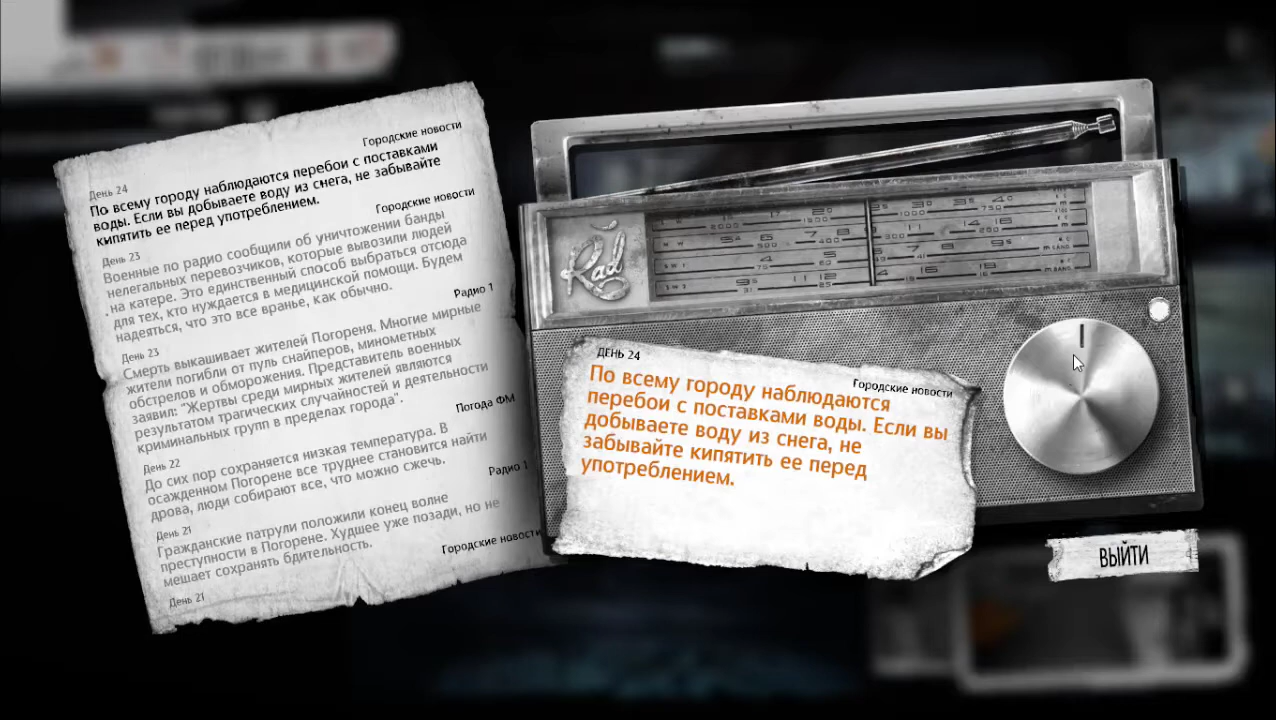 Городские новости
День 24
По всему городу наблюдаются перебои с поставками
воды. Если вы добываете воду из снега, не забывайте
кипятить ее перед употреблением.
Городские новости
День 23
Военные по радио сообщили об уничтожении банды
нелегальных перевозчиков, которые вывозили людей
на катере. Это единственный способ выбраться отсюда
для тех, кто нуждается в медицинской помощи. Будем
надеяться, что это все вранье, как обычно.
Радио 1
День 23
Смерть выкашивает жителей Погореня. Многие мирные
жители погибли от пуль снайперов, минометных
обстрелов и обморожения. Представитель военных
заявил: "Жертвы среди мирных жителей являются
результатом трагических случайностей и деятельности
криминальных групп в пределах города".
Погода ФМ
День 22
До сих пор сохраняется низкая температура. В
осажденном Погорене все труднее становится найти
дрова, люди собирают все, что можно сжечь.
Радио 1
День 21
Гражданские патрули положили конец волне
преступности в Погорене. Худшее уже позади, но не
мешает сохранять бдительность.
Городские новости
День 21
Rad
ДЕНЬ 24
Городские новости
По всему городу наблюдаются
перебои с поставками воды. Если вы
добываете воду из снега, не
забывайте кипятить ее перед
употреблением.
ВЫЙТИ